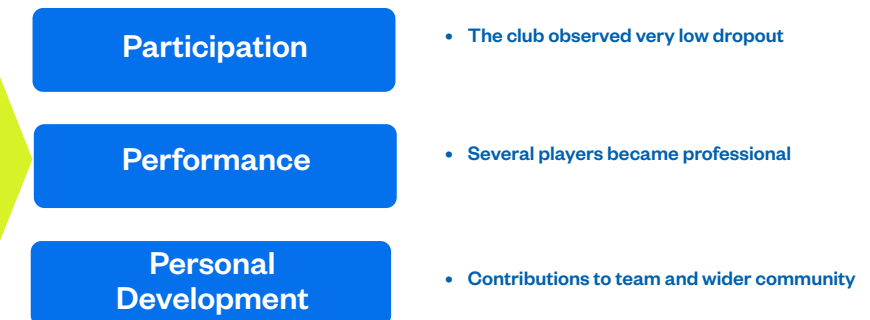 Participation
• The club observed very low dropout
Performance
• Several players became professional
Personal
Development
• Contributions to team and wider community